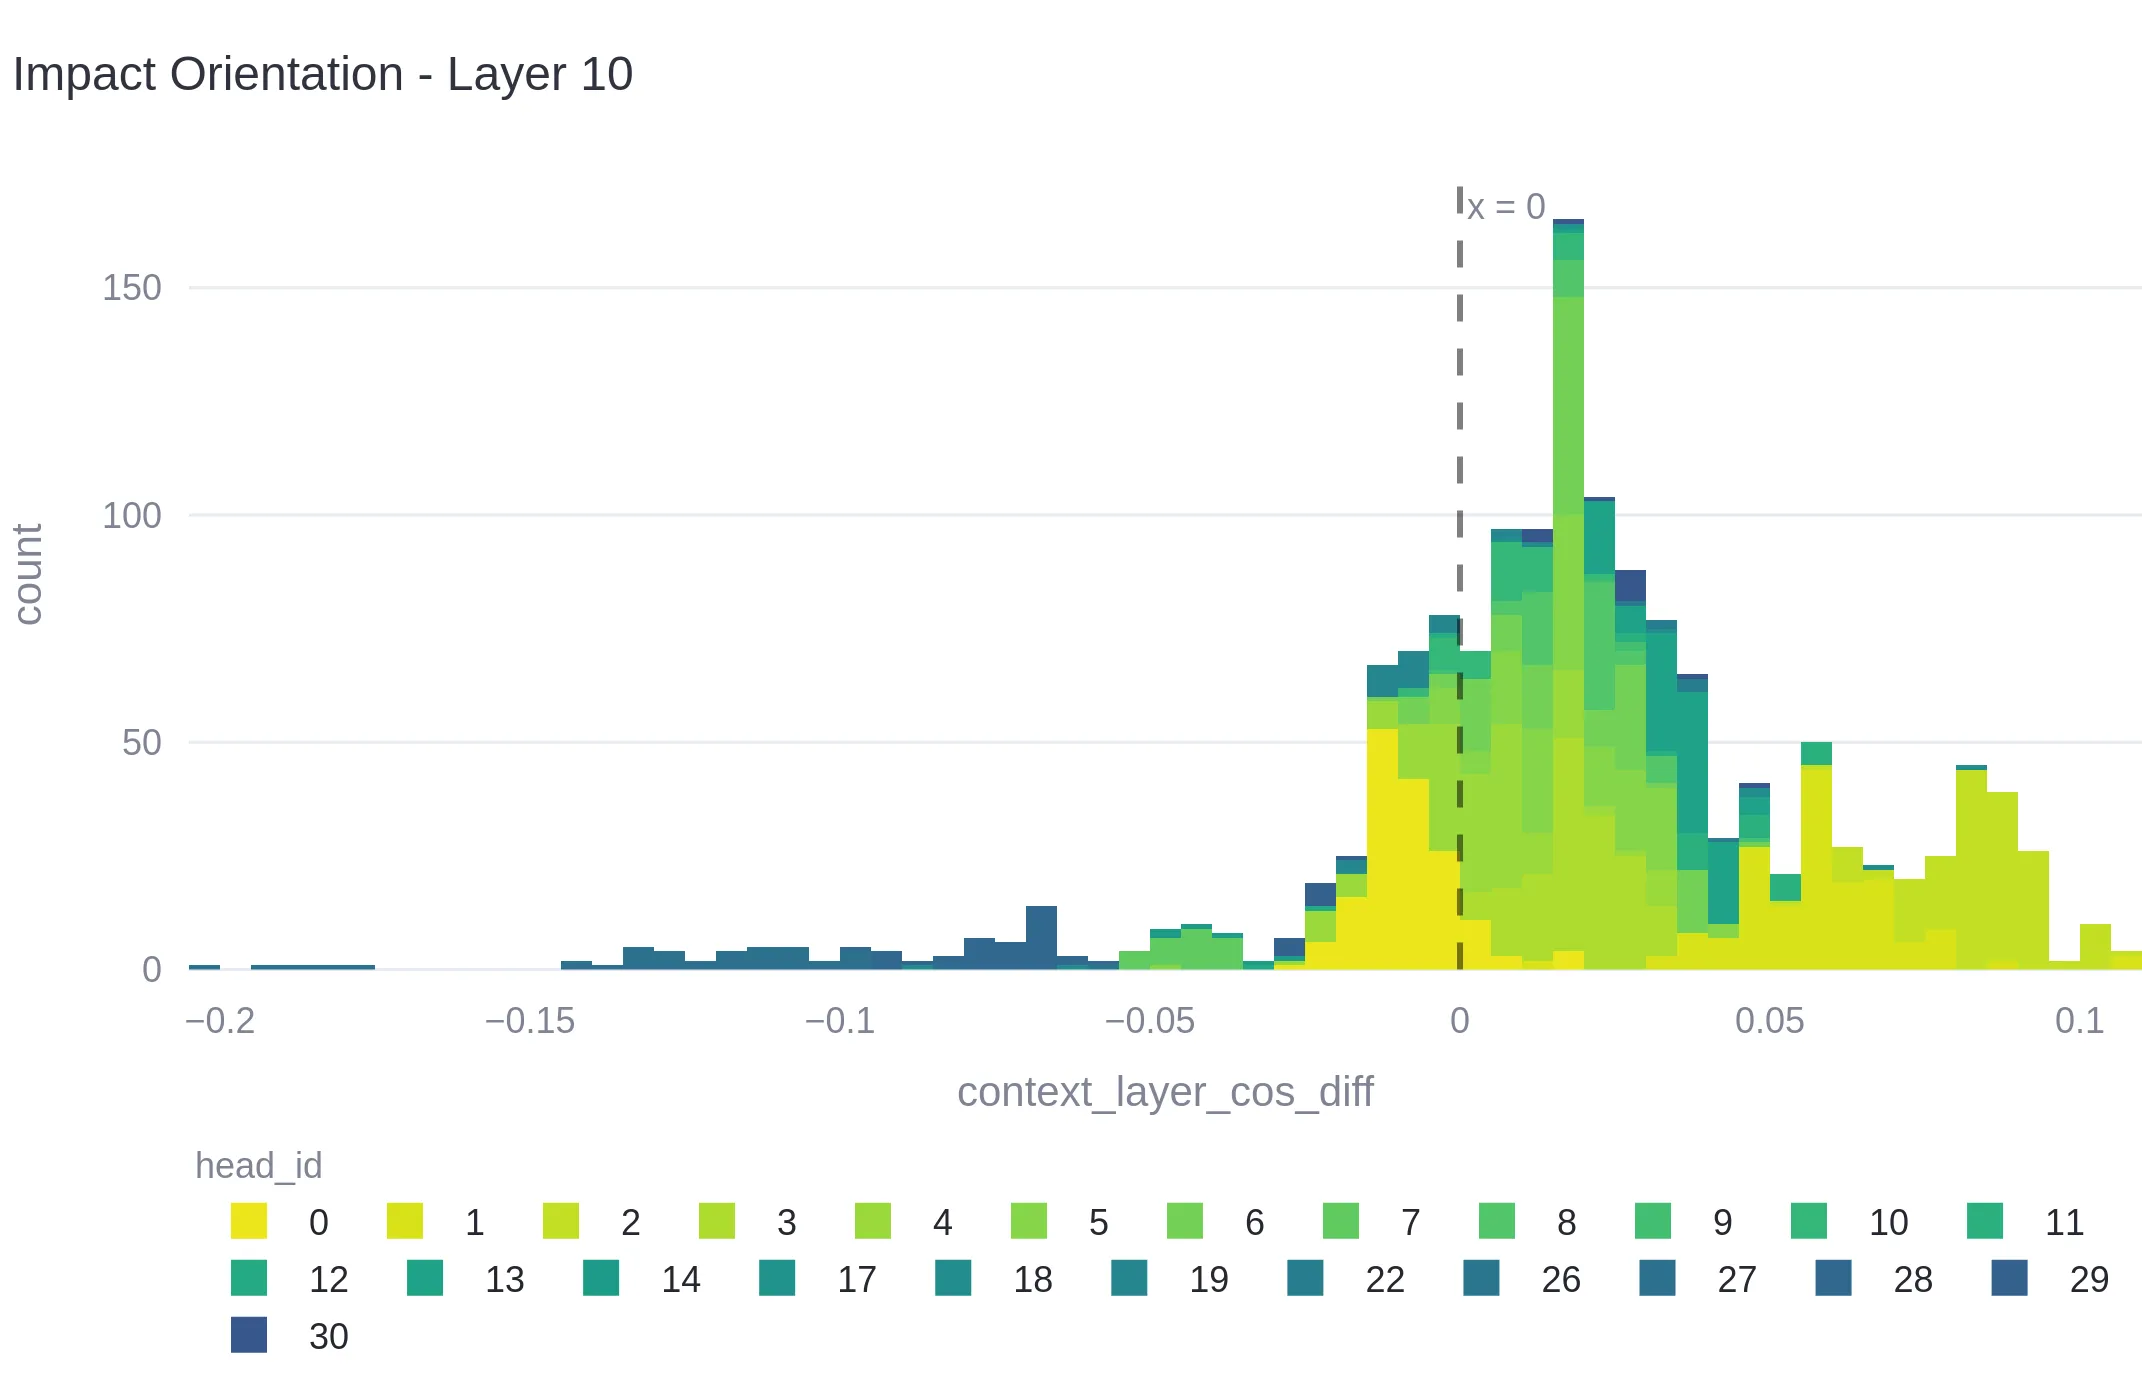 Impact Orientation - Layer 10
x = 0
150
100
50
0
count
−0.2 −0.15 −0.1 −0.05 0 0.05 0.1
context_layer_cos_diff
head_id
0 1 2 3 4 5 6 7 8 9 10 11
12 13 14 17 18 19 22 26 27 28 29
30